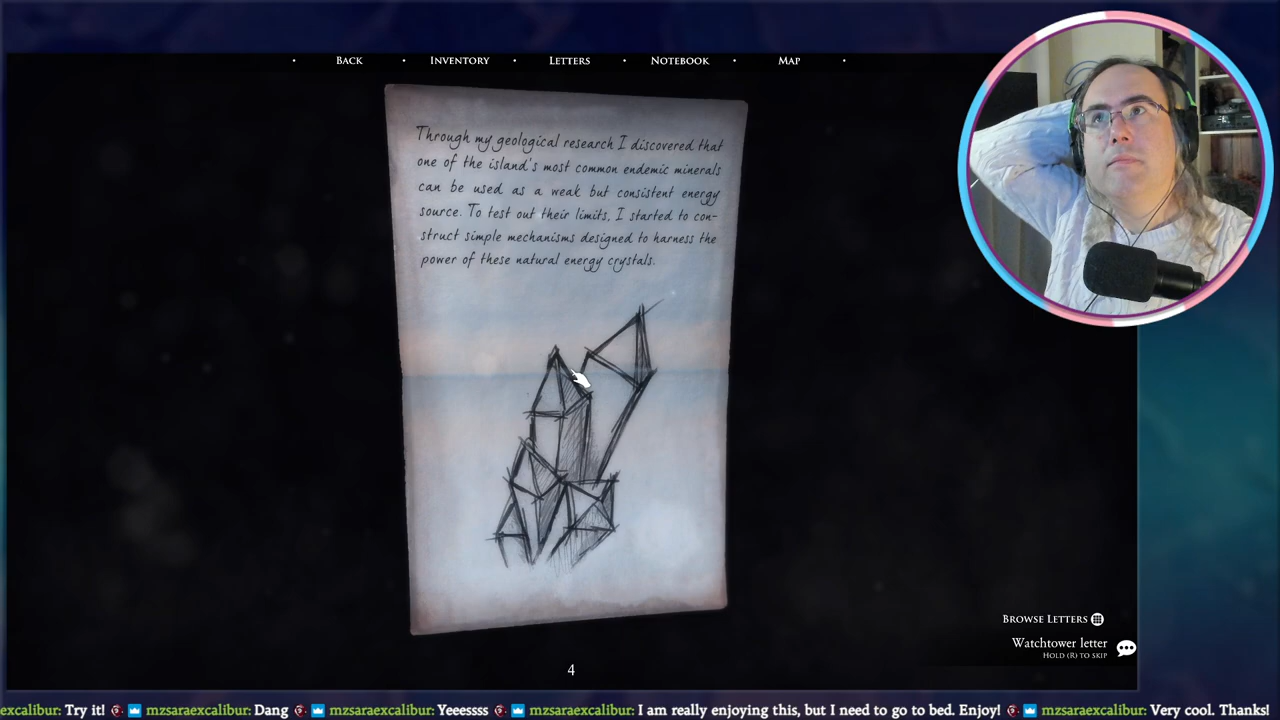 BACK
INVENTORY
LETTERS
NOTEBOOK
MAP
Through my geological research I discovered that
one of the island's most common endemic minerals
can be used as a weak but consistent energy
source. To test out their limits, I started to con-
struct simple mechanisms designed to harness the
power of these natural energy crystals.
BROWSE LETTERS
Watchtower letter
HOLD (R) TO SKIP
4
excalibur: Try it! mzsaraexcalibur: Dang mzsaraexcalibur: Yeeessss mzsaraexcalibur: I am really enjoying this, but I need to go to bed. Enjoy! mzsaraexcalibur: Very cool. Thanks!